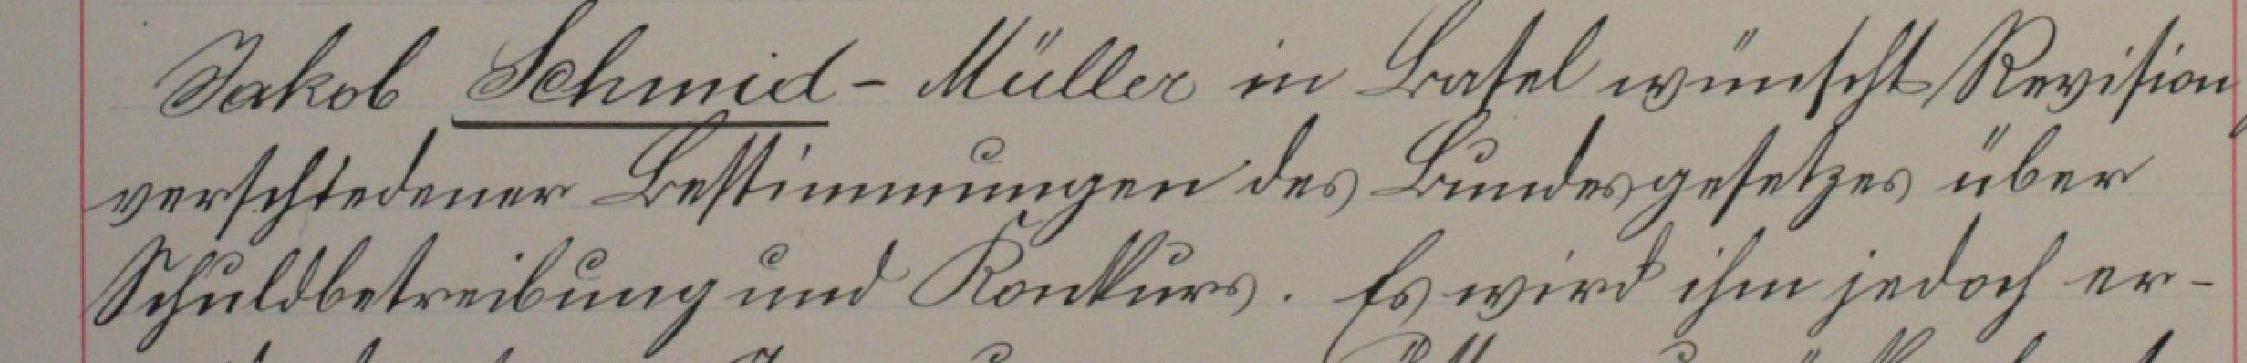 Jakob Schmid-Müller in Basel wünscht Revision
verschiedener Bestimmungen des Bundesgesetzes über
Schuldbetreibung und Konkurs. Es wird ihm jedoch er-